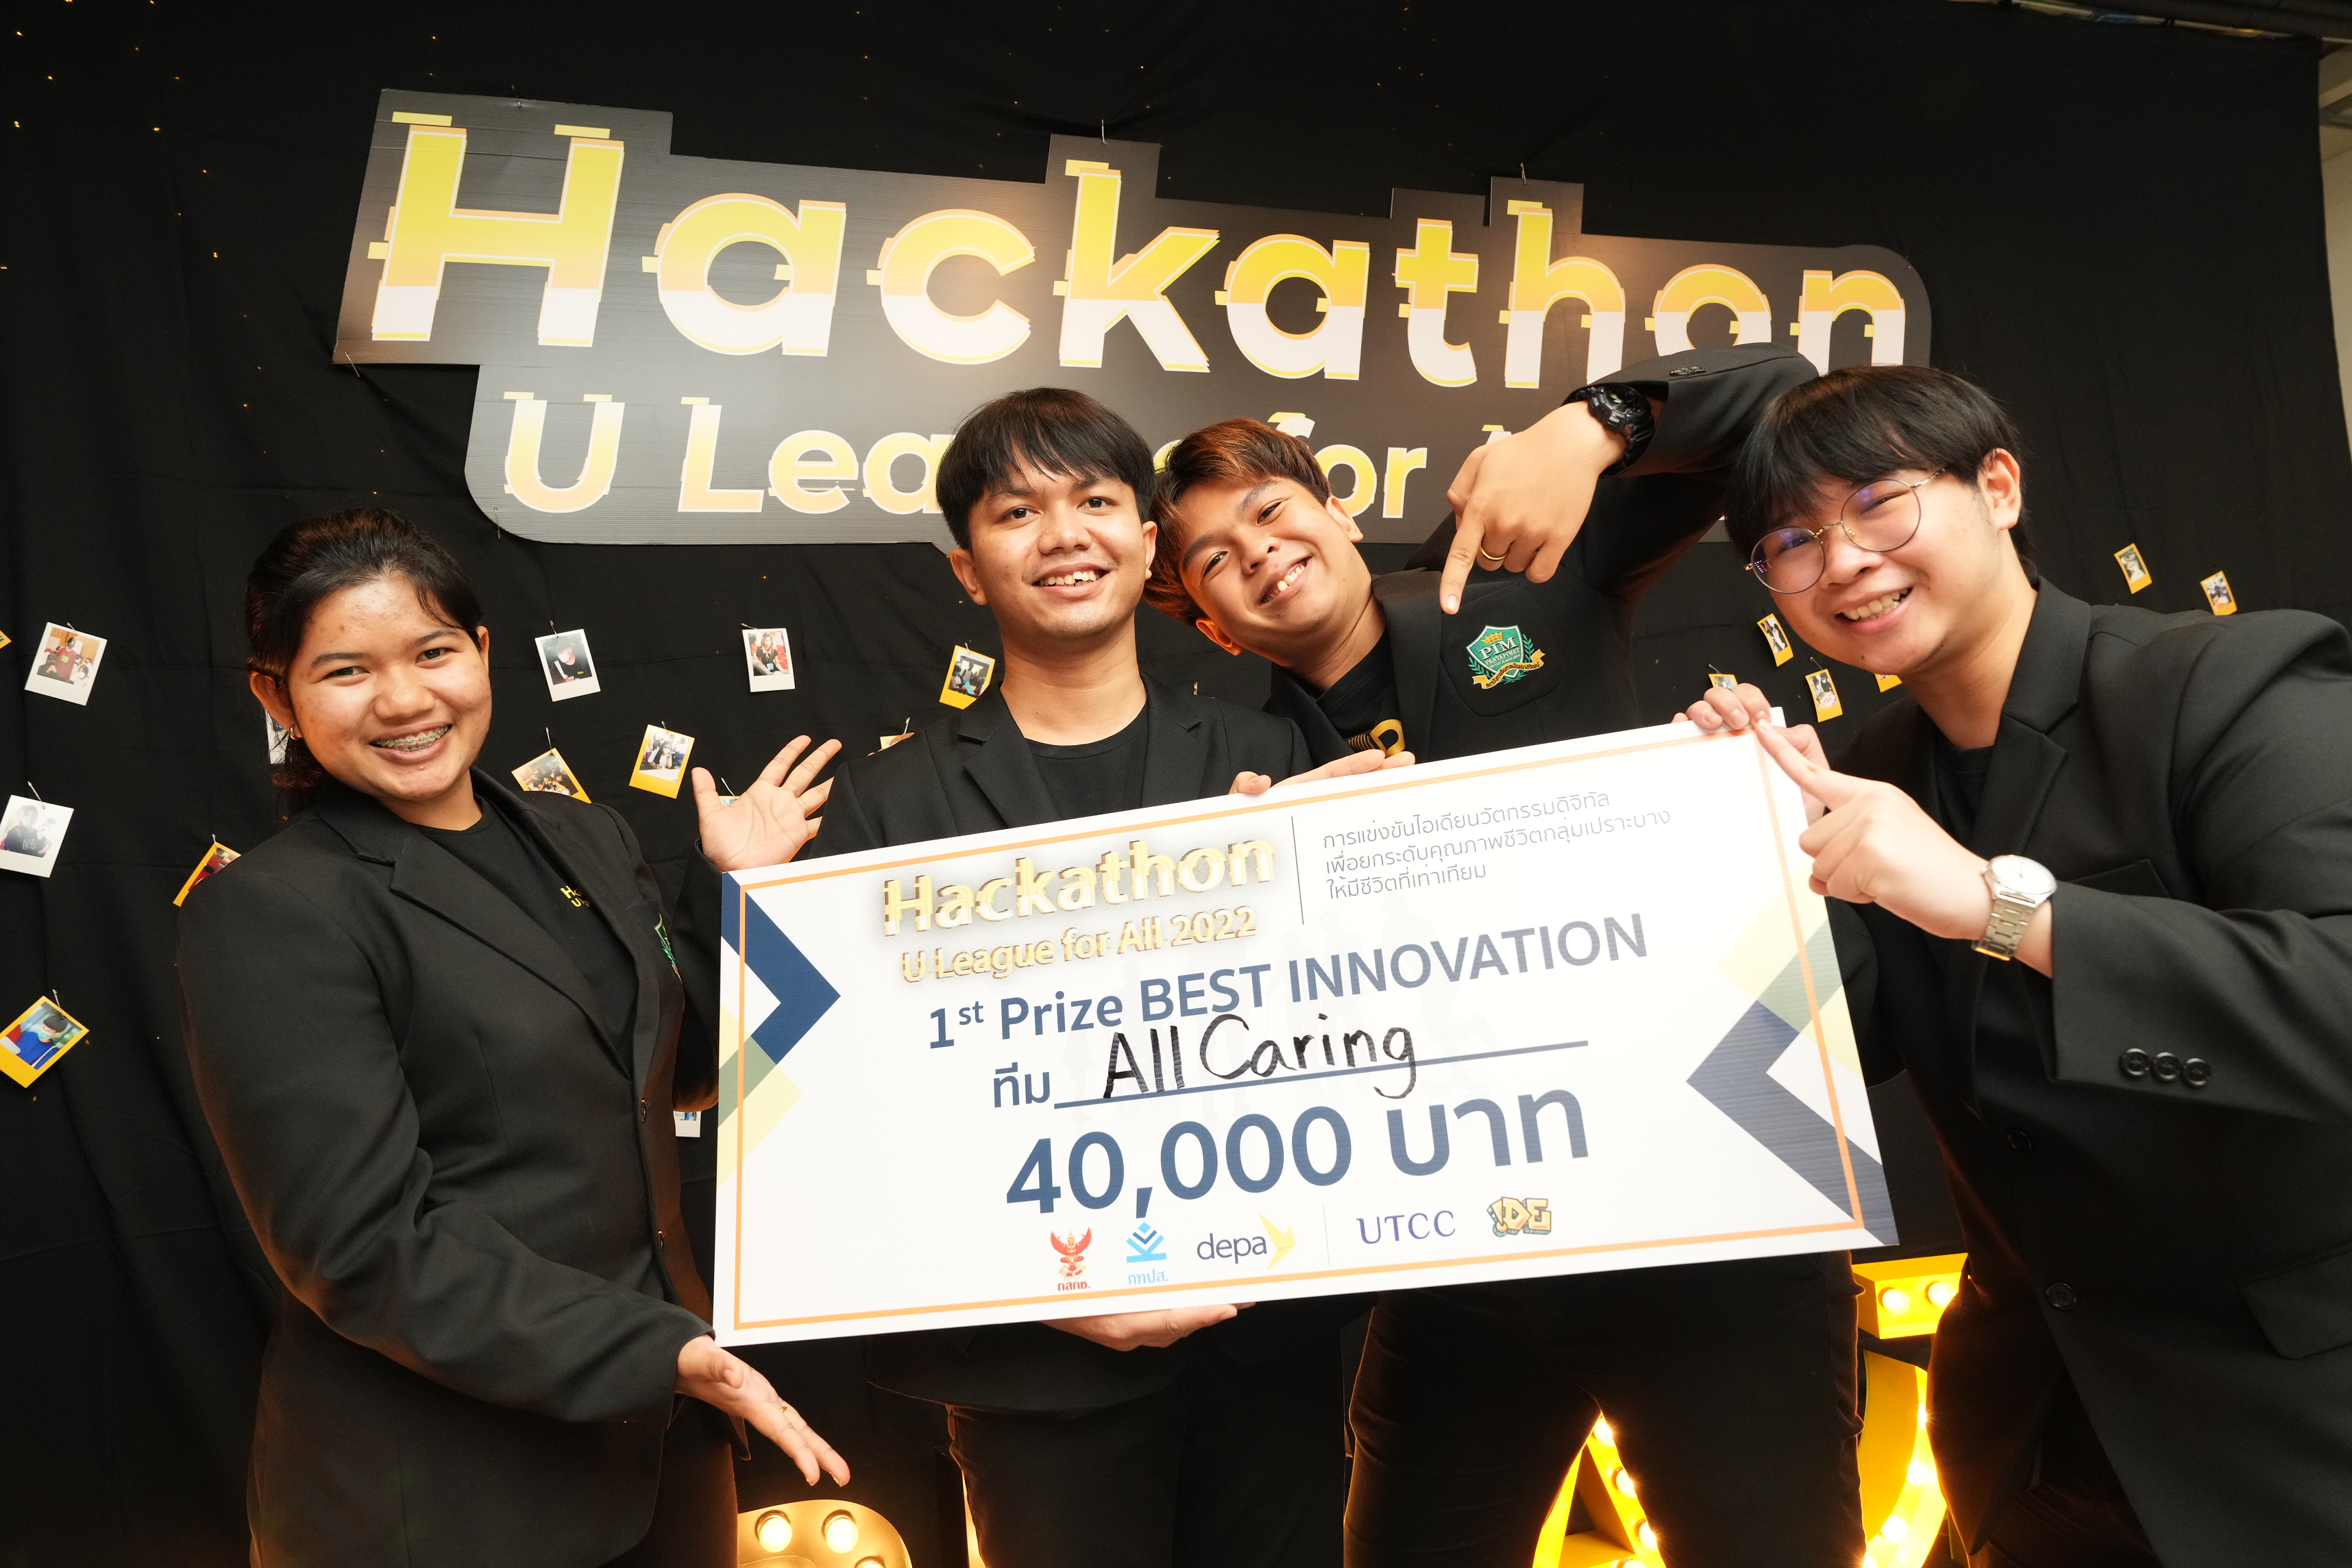 Hackathon
U League for
PIM
PANYAPIWAT
Hackathon
U League for All 2022
การแข่งขันไอเดียนวัตกรรมดิจิทัล
เพื่อยกระดับคุณภาพชีวิตกลุ่มเปราะบาง
ให้มีชีวิตที่เท่าเทียม
1st Prize BEST INNOVATION
ทีม All Caring
40,000 บาท
กสทช.
กทปส.
depa
UTCC